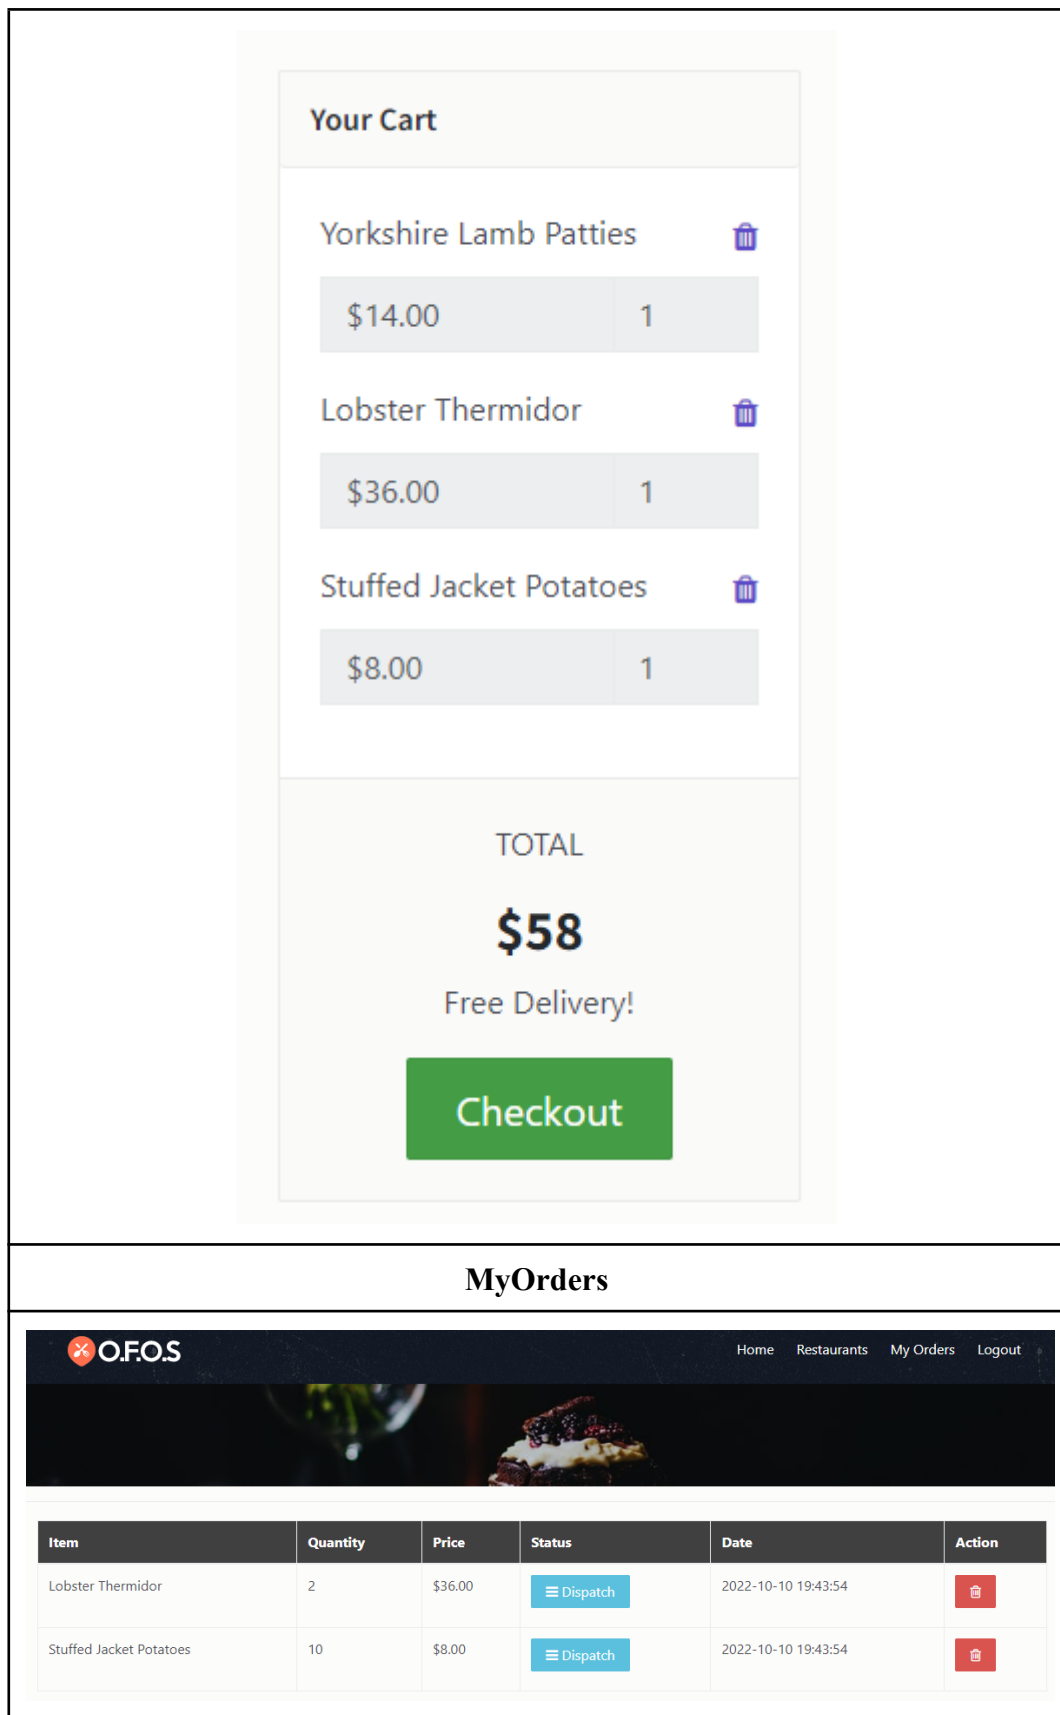 Your Cart
Yorkshire Lamb Patties
$14.00 1
Lobster Thermidor
$36.00 1
Stuffed Jacket Potatoes
$8.00 1
TOTAL
$58
Free Delivery!
Checkout
MyOrders
O.F.O.S Home Restaurants My Orders Logout
Item Quantity Price Status Date Action
Lobster Thermidor 2 $36.00 Dispatch 2022-10-10 19:43:54
Stuffed Jacket Potatoes 10 $8.00 Dispatch 2022-10-10 19:43:54